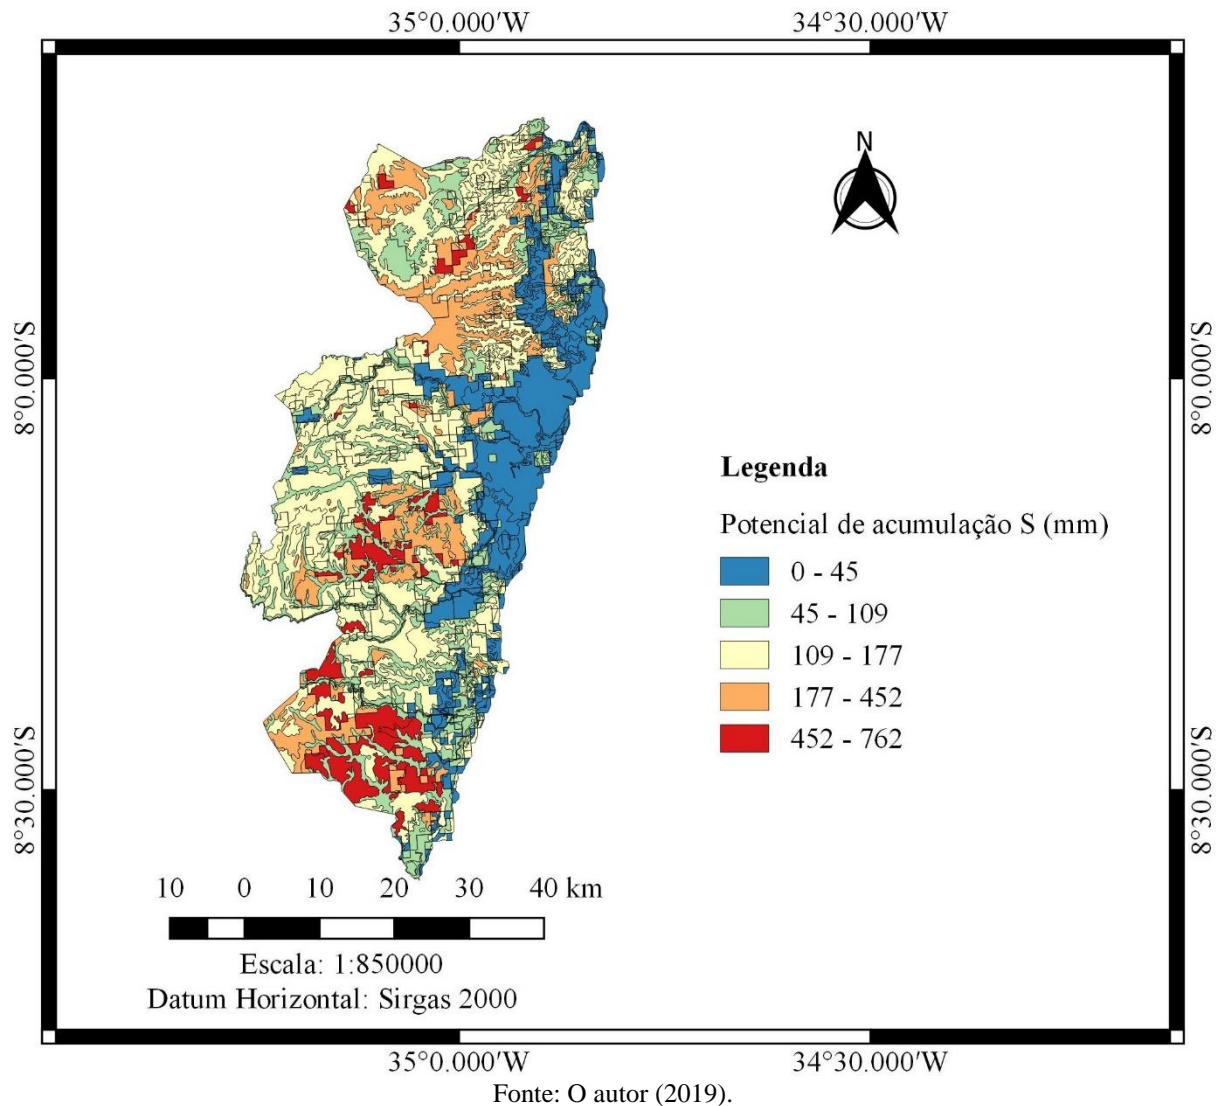 35°0.000'W 34°30.000'W
N
8°0.000'S
8°0.000'S
Legenda
Potencial de acumulação S (mm)
0 - 45
45 - 109
109 - 177
177 - 452
452 - 762
8°30.000'S
8°30.000'S
10 0 10 20 30 40 km
Escala: 1:850000
Datum Horizontal: Sirgas 2000
35°0.000'W 34°30.000'W
Fonte: O autor (2019).